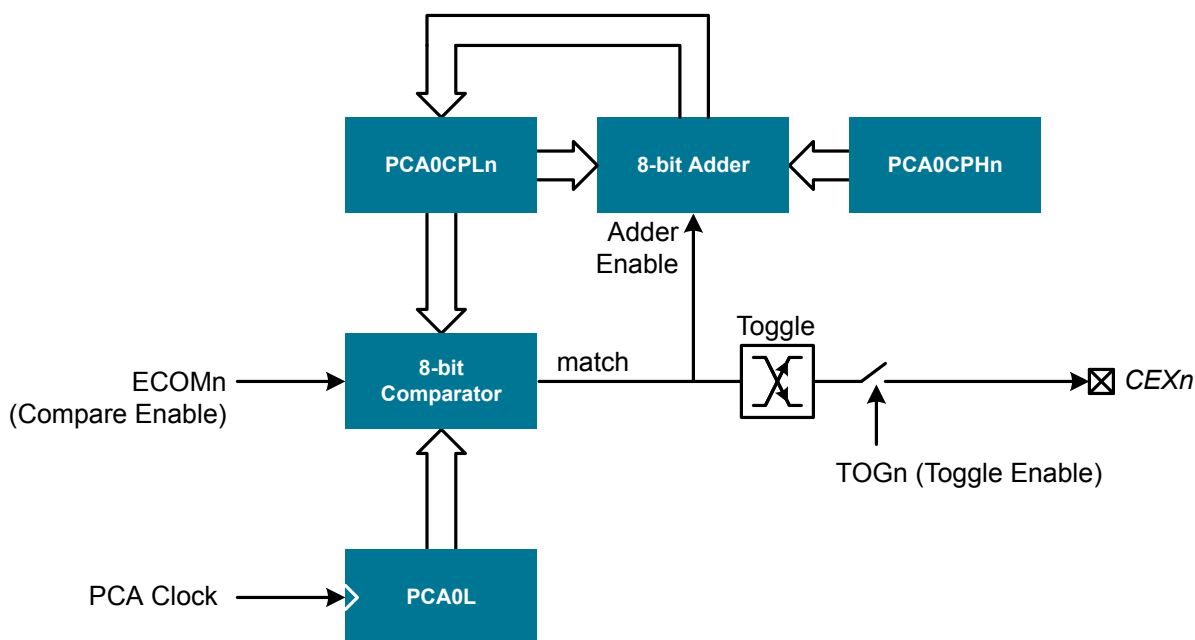 PCA0CPLn
8-bit Adder
PCA0CPHn
Adder
Enable
Toggle
8-bit
Comparator
match
ECOMn
(Compare Enable)
CEXn
TOGn (Toggle Enable)
PCA Clock
PCA0L